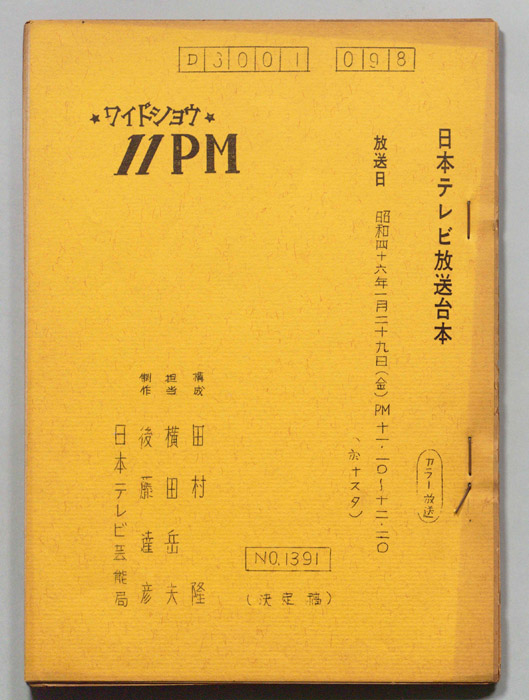 D3001 098
★ワイドショウ★
11PM
日本テレビ放送台本
カラー放送
放送日 昭和四十六年一月二十九日(金) PM十一・一〇~十二・二〇
構成 田村 隆
担当 横田岳夫
制作 後藤達彦
日本テレビ芸能局
NO.1391
(決定稿)